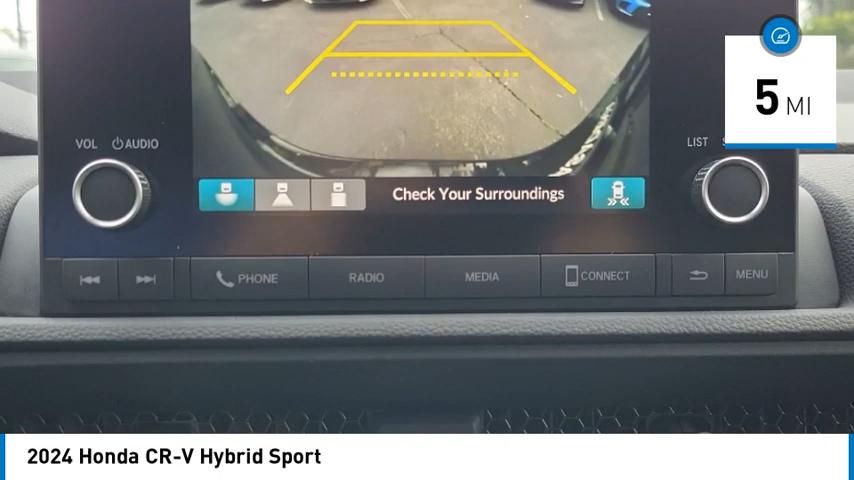 5 MI
VOL AUDIO
LIST
Check Your Surroundings
PHONE RADIO MEDIA CONNECT MENU
2024 Honda CR-V Hybrid Sport